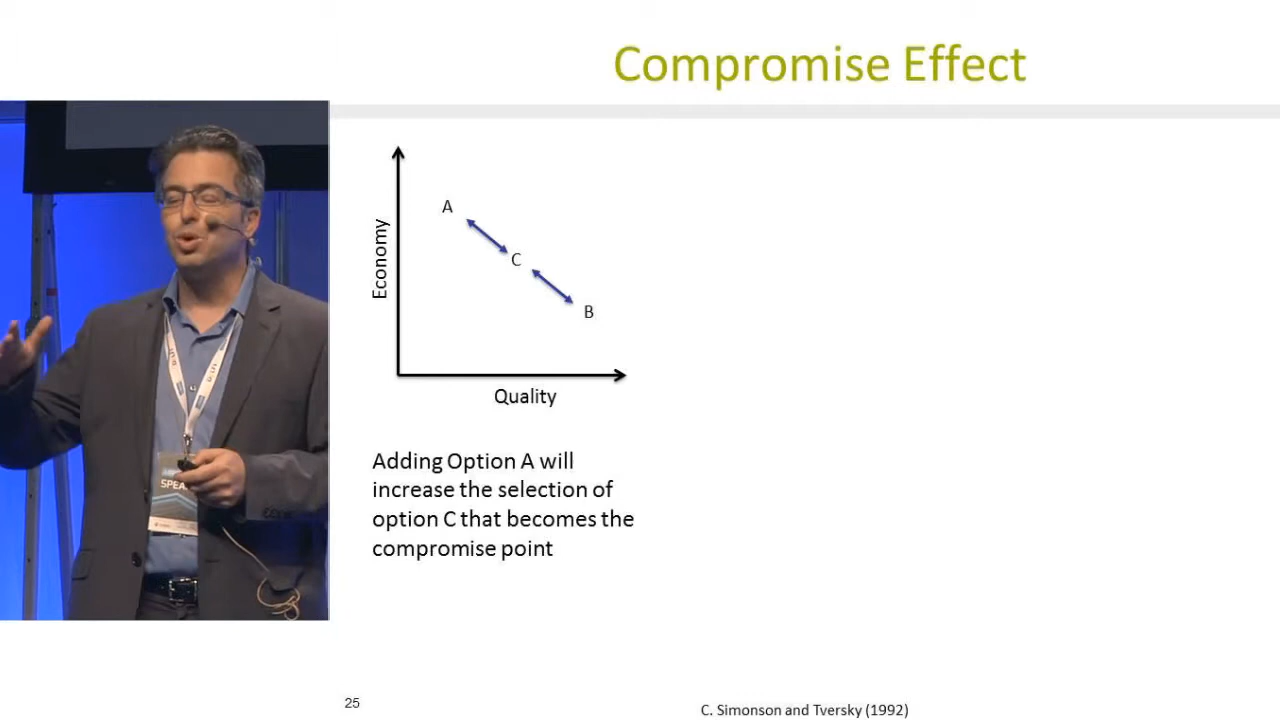 Compromise Effect
A
C
B
Economy
Quality
Adding Option A will
increase the selection of
option C that becomes the
compromise point
25
C. Simonson and Tversky (1992)